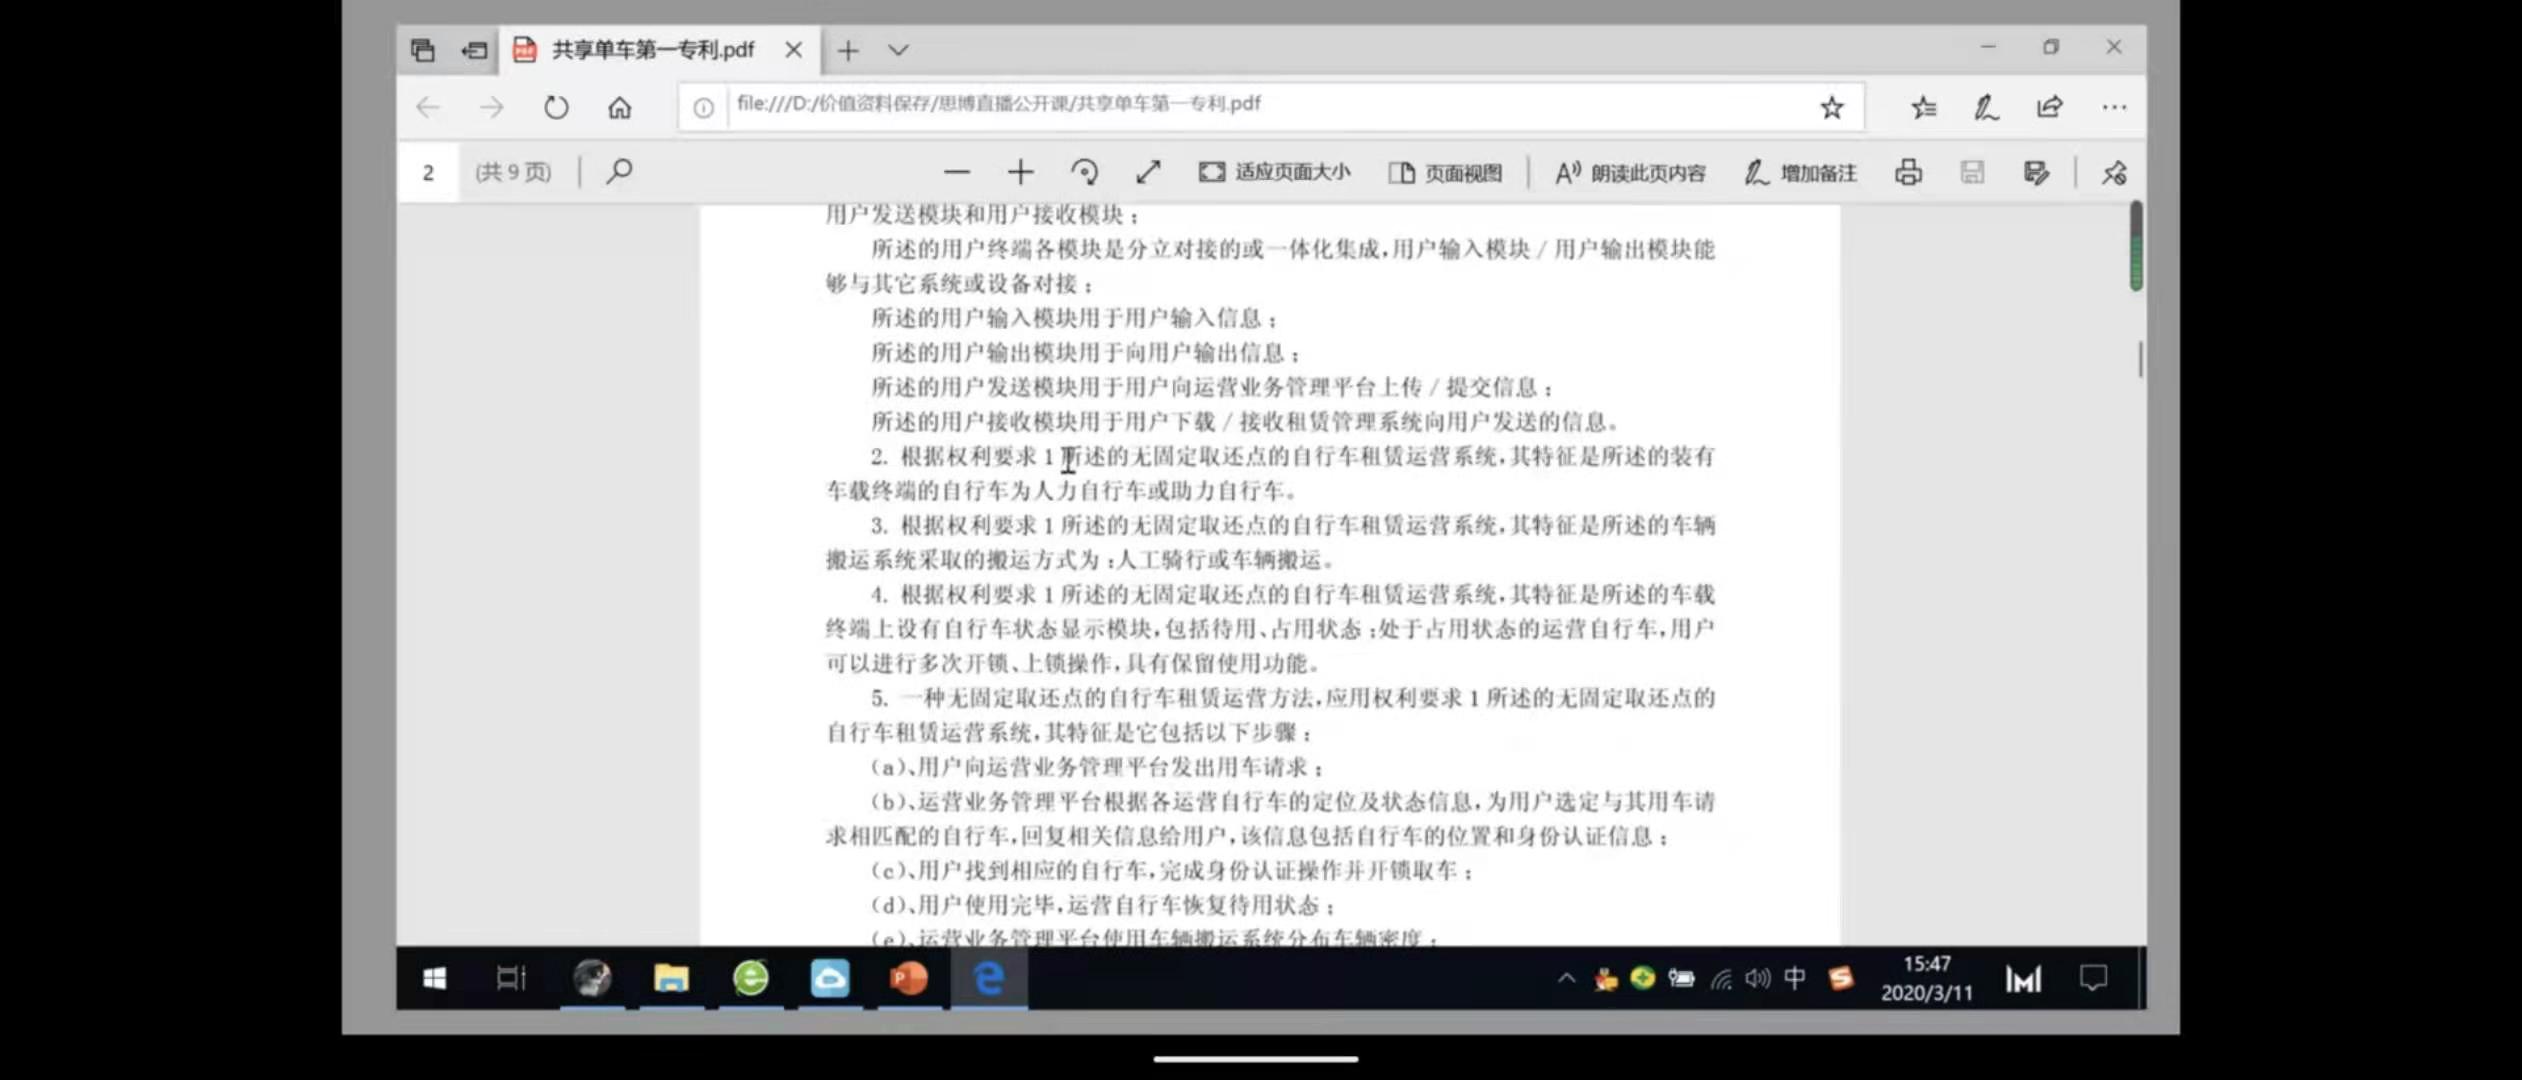 共享单车第一专利.pdf
file:///D:/价值资料保存/思博直播公开课/共享单车第一专利.pdf
2 (共 9 页) 适应页面大小 页面视图 朗读此页内容 增加备注
用户发送模块和用户接收模块；
所述的用户终端各模块是分立对接的或一体化集成，用户输入模块 / 用户输出模块能
够与其它系统或设备对接；
所述的用户输入模块用于用户输入信息；
所述的用户输出模块用于向用户输出信息；
所述的用户发送模块用于用户向运营业务管理平台上传 / 提交信息；
所述的用户接收模块用于用户下载 / 接收租赁管理系统向用户发送的信息。
2. 根据权利要求 1 所述的无固定取还点的自行车租赁运营系统，其特征是所述的装有
车载终端的自行车为人力自行车或助力自行车。
3. 根据权利要求 1 所述的无固定取还点的自行车租赁运营系统，其特征是所述的车辆
搬运系统采取的搬运方式为：人工骑行或车辆搬运。
4. 根据权利要求 1 所述的无固定取还点的自行车租赁运营系统，其特征是所述的车载
终端上设有自行车状态显示模块，包括待用、占用状态；处于占用状态的运营自行车，用户
可以进行多次开锁、上锁操作，具有保留使用功能。
5. 一种无固定取还点的自行车租赁运营方法，应用权利要求 1 所述的无固定取还点的
自行车租赁运营系统，其特征是它包括以下步骤：
(a)、用户向运营业务管理平台发出用车请求；
(b)、运营业务管理平台根据各运营自行车的定位及状态信息，为用户选定与其用车请
求相匹配的自行车，回复相关信息给用户，该信息包括自行车的位置和身份认证信息；
(c)、用户找到相应的自行车，完成身份认证操作并开锁取车；
(d)、用户使用完毕，运营自行车恢复待用状态；
(e)、运营业务管理平台使用车辆搬运系统分布车辆密度；
中
15:47
2020/3/11